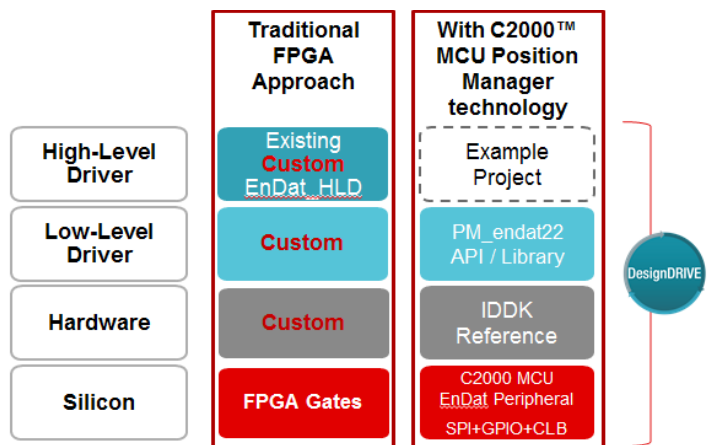 Traditional
FPGA
Approach
With C2000™
MCU Position
Manager
technology
High-Level
Driver
Existing
Custom
EnDat_HLD
Example
Project
Low-Level
Driver
Custom
PM_endat22
API / Library
DesignDRIVE
Hardware
Custom
IDDK
Reference
Silicon
FPGA Gates
C2000 MCU
EnDat Peripheral
SPI+GPIO+CLB